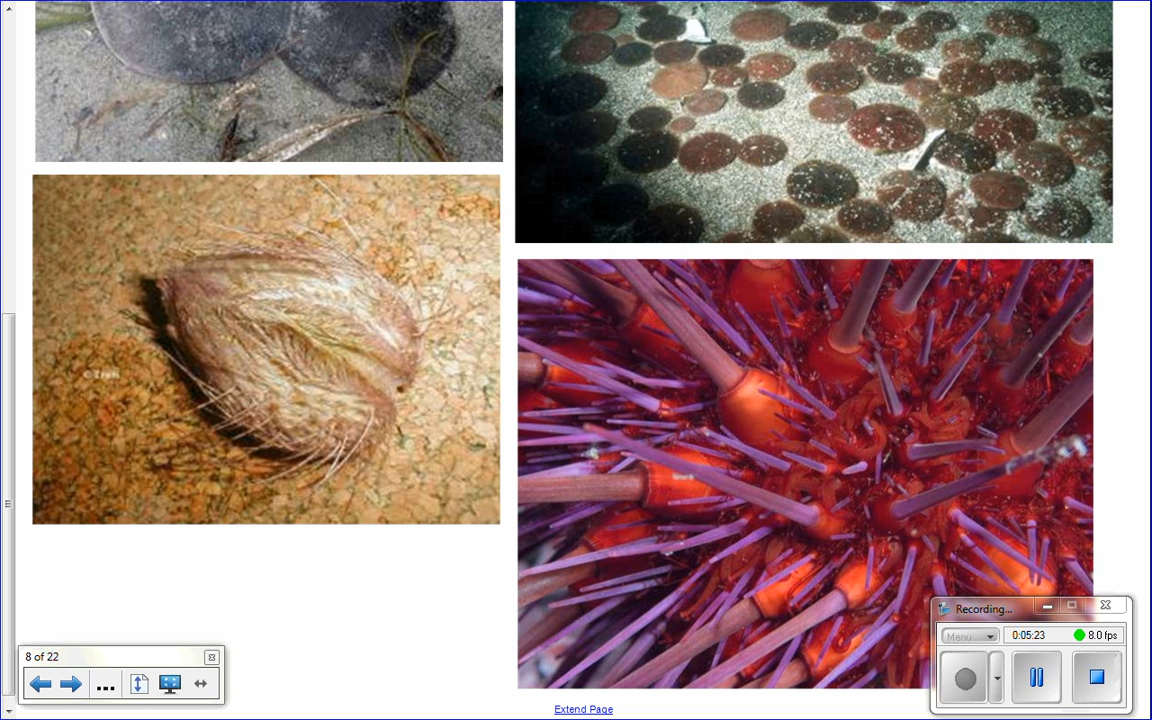 8 of 22
Extend Page
Recording...
Menu
0:05:23
8.0 fps